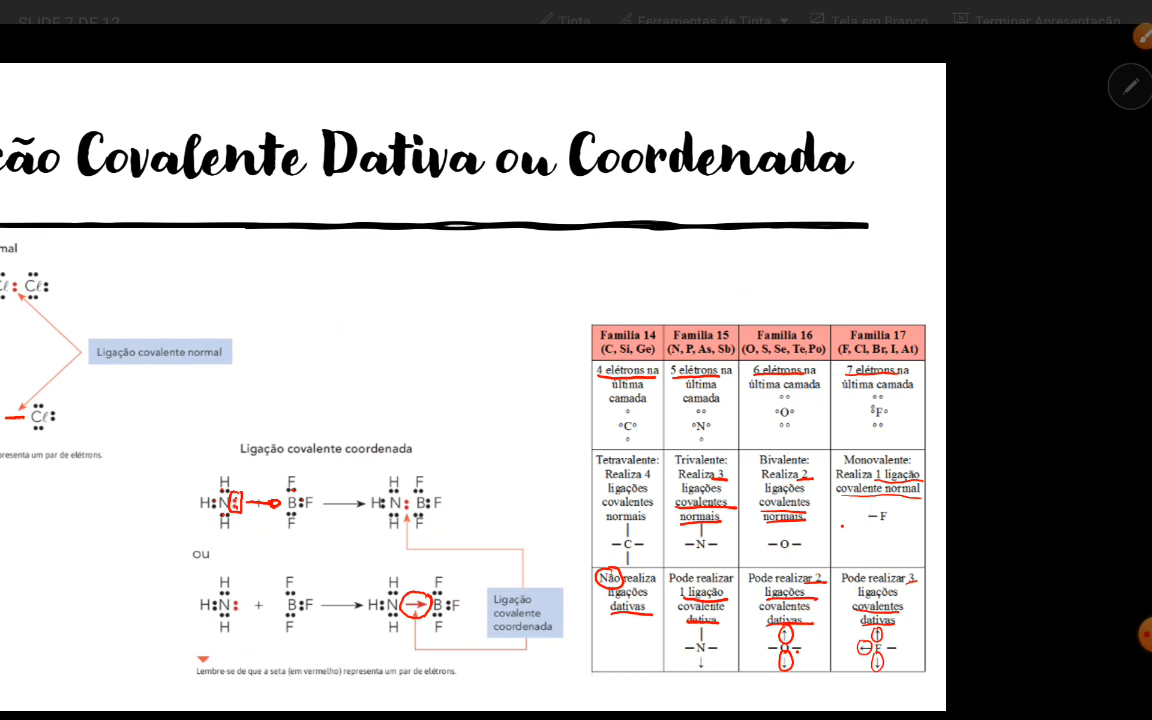 SLIDE 7 DE 12
Tinta
Ferramentas de Tinta
Tela em Branco
Terminar Apresentação
ção Covalente Dativa ou Coordenada
mal
Cl Cl
Ligação covalente normal
Cl
presenta um par de elétrons.
Ligação covalente coordenada
H F H F
H N + B F H N B F
H F H F
ou
H F H F
H N + B F H N → B F
H F H F
Ligação
covalente
coordenada
Lembre-se de que a seta (em vermelho) representa um par de elétrons.
Família 14
(C, Si, Ge)
Família 15
(N, P, As, Sb)
Família 16
(O, S, Se, Te,Po)
Família 17
(F, Cl, Br, I, At)
4 elétrons na
última
camada
C
5 elétrons na
última
camada
N
6 elétrons na
última camada
O
7 elétrons na
última camada
F
Tetravalente:
Realiza 4
ligações
covalentes
normais
– C –
Trivalente:
Realiza 3
ligações
covalentes
normais
– N –
Bivalente:
Realiza 2
ligações
covalentes
normais
– O –
Monovalente:
Realiza 1 ligação
covalente normal
– F
Não realiza
ligações
dativas
Pode realizar
1 ligação
covalente
dativa
– N –
↓
Pode realizar 2
ligações
covalentes
dativas
↑
– O –
↓
Pode realizar 3
ligações
covalentes
dativas
↑
← F –
↓